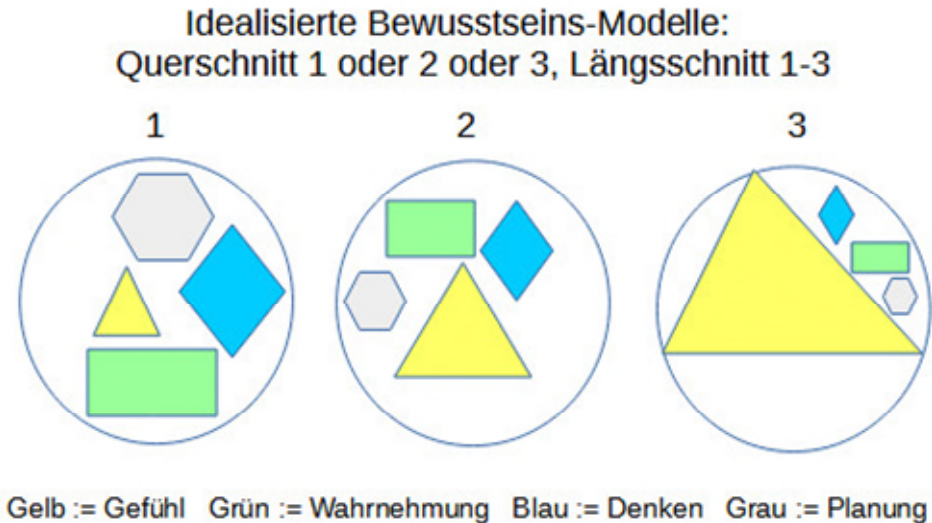 Idealisierte Bewusstseins-Modelle:
Querschnitt 1 oder 2 oder 3, Längsschnitt 1-3
1 2 3
Gelb := Gefühl Grün := Wahrnehmung Blau := Denken Grau := Planung